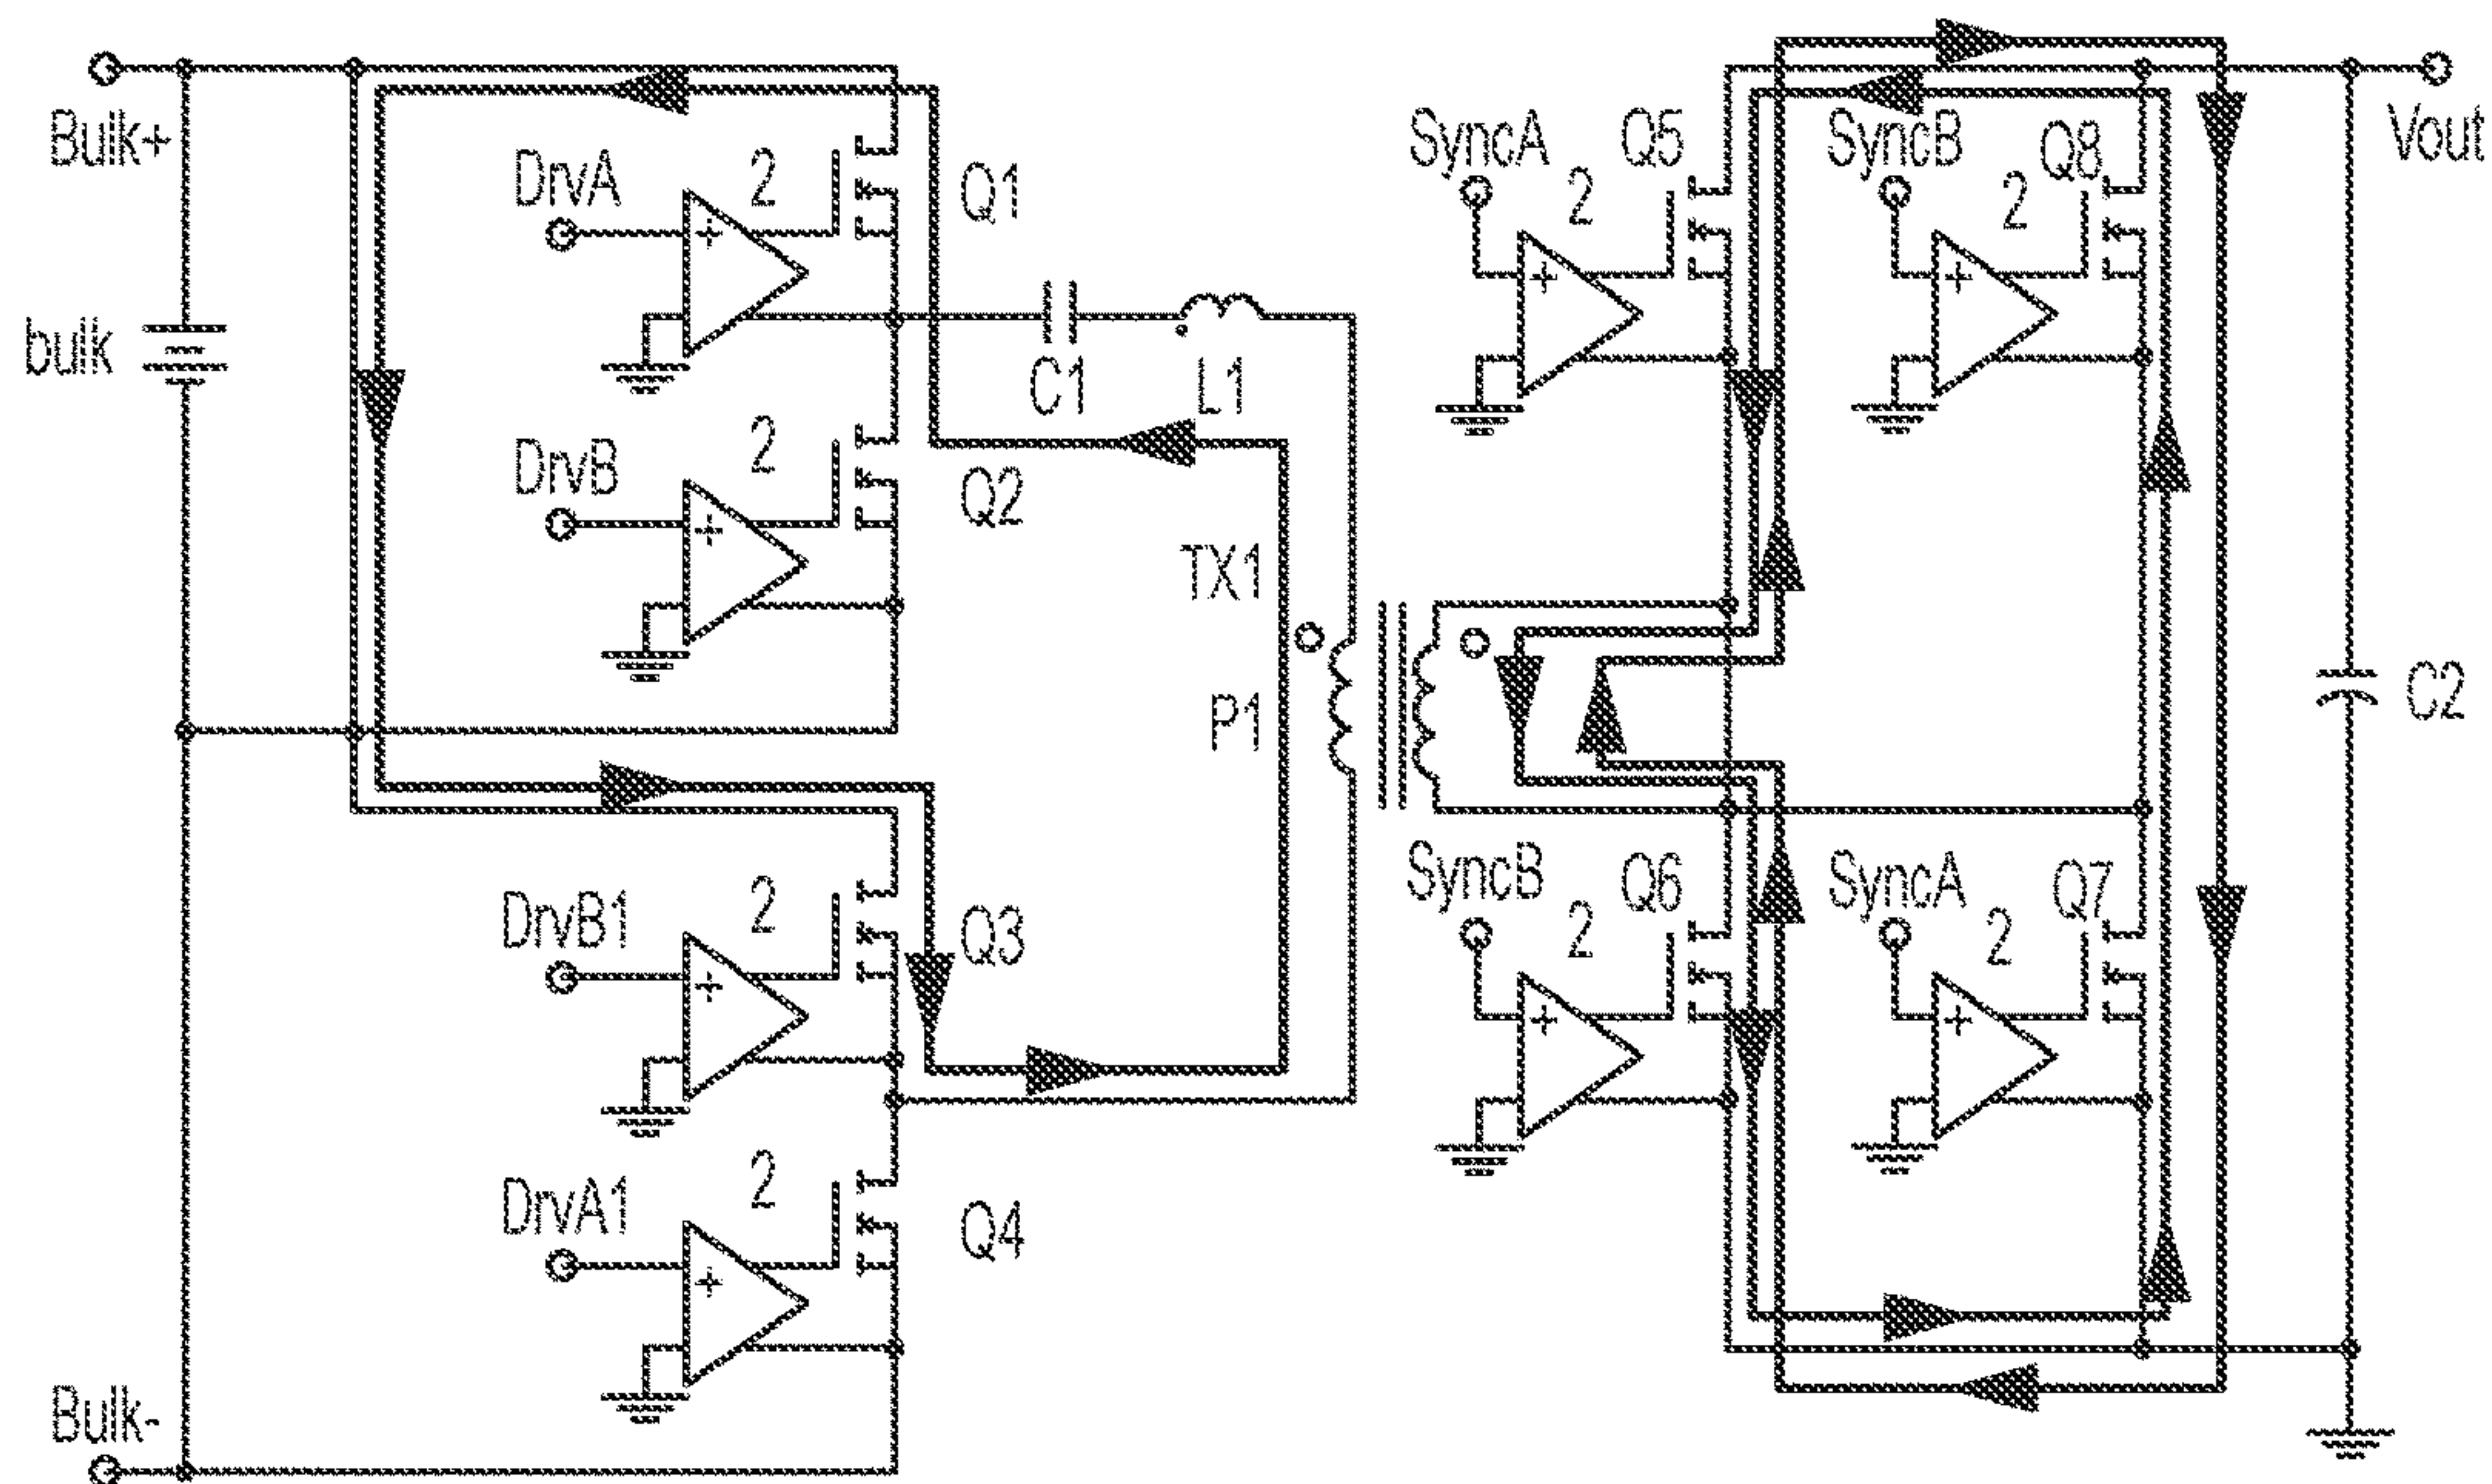 Bulk+
bulk
Bulk-
DrvA
2
Q1
DrvB
2
Q2
C1
L1
TX1
P1
DrvB1
2
Q3
DrvA1
2
Q4
SyncA
2
Q5
SyncB
2
Q8
Vout
C2
SyncB
2
Q6
SyncA
2
Q7